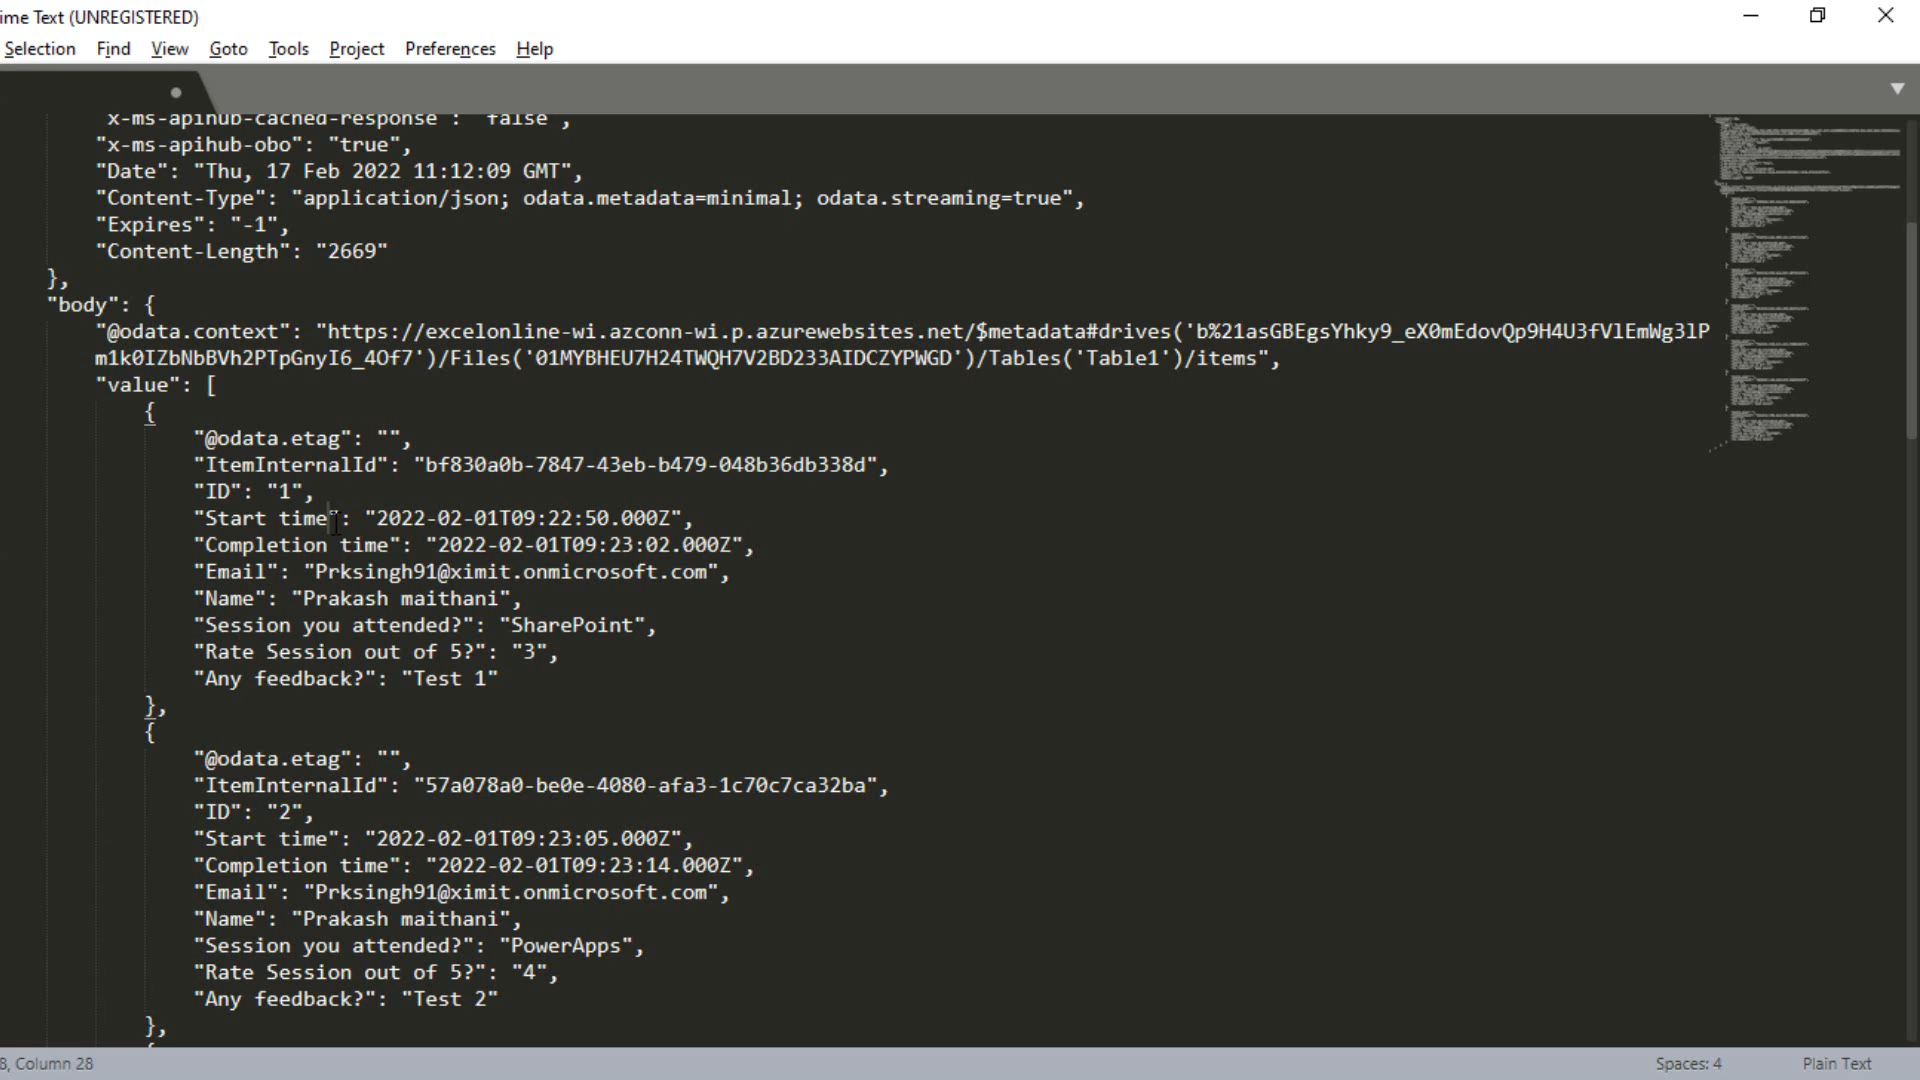 ime Text (UNREGISTERED)
Selection Find View Goto Tools Project Preferences Help
"x-ms-apihub-cached-response": "false",
"x-ms-apihub-obo": "true",
"Date": "Thu, 17 Feb 2022 11:12:09 GMT",
"Content-Type": "application/json; odata.metadata=minimal; odata.streaming=true",
"Expires": "-1",
"Content-Length": "2669"
},
"body": {
"@odata.context": "https://excelonline-wi.azconn-wi.p.azurewebsites.net/$metadata#drives('b%21asGBEgsYhky9_eX0mEdovQp9H4U3fVlEmWg3lP
m1k0IZbNbBVh2PTpGnyI6_4Of7')/Files('01MYBHEU7H24TWQH7V2BD233AIDCZYPWGD')/Tables('Table1')/items",
"value": [
{
"@odata.etag": "",
"ItemInternalId": "bf830a0b-7847-43eb-b479-048b36db338d",
"ID": "1",
"Start time": "2022-02-01T09:22:50.000Z",
"Completion time": "2022-02-01T09:23:02.000Z",
"Email": "Prksingh91@ximit.onmicrosoft.com",
"Name": "Prakash maithani",
"Session you attended?": "SharePoint",
"Rate Session out of 5?": "3",
"Any feedback?": "Test 1"
},
{
"@odata.etag": "",
"ItemInternalId": "57a078a0-be0e-4080-afa3-1c70c7ca32ba",
"ID": "2",
"Start time": "2022-02-01T09:23:05.000Z",
"Completion time": "2022-02-01T09:23:14.000Z",
"Email": "Prksingh91@ximit.onmicrosoft.com",
"Name": "Prakash maithani",
"Session you attended?": "PowerApps",
"Rate Session out of 5?": "4",
"Any feedback?": "Test 2"
},
8, Column 28 Spaces: 4 Plain Text